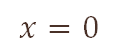 x = 0